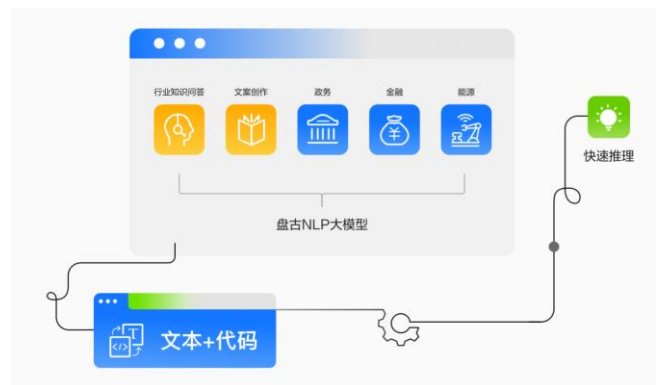 行业知识问答
文案创作
政务
金融
能源
盘古NLP大模型
快速推理
文本+代码